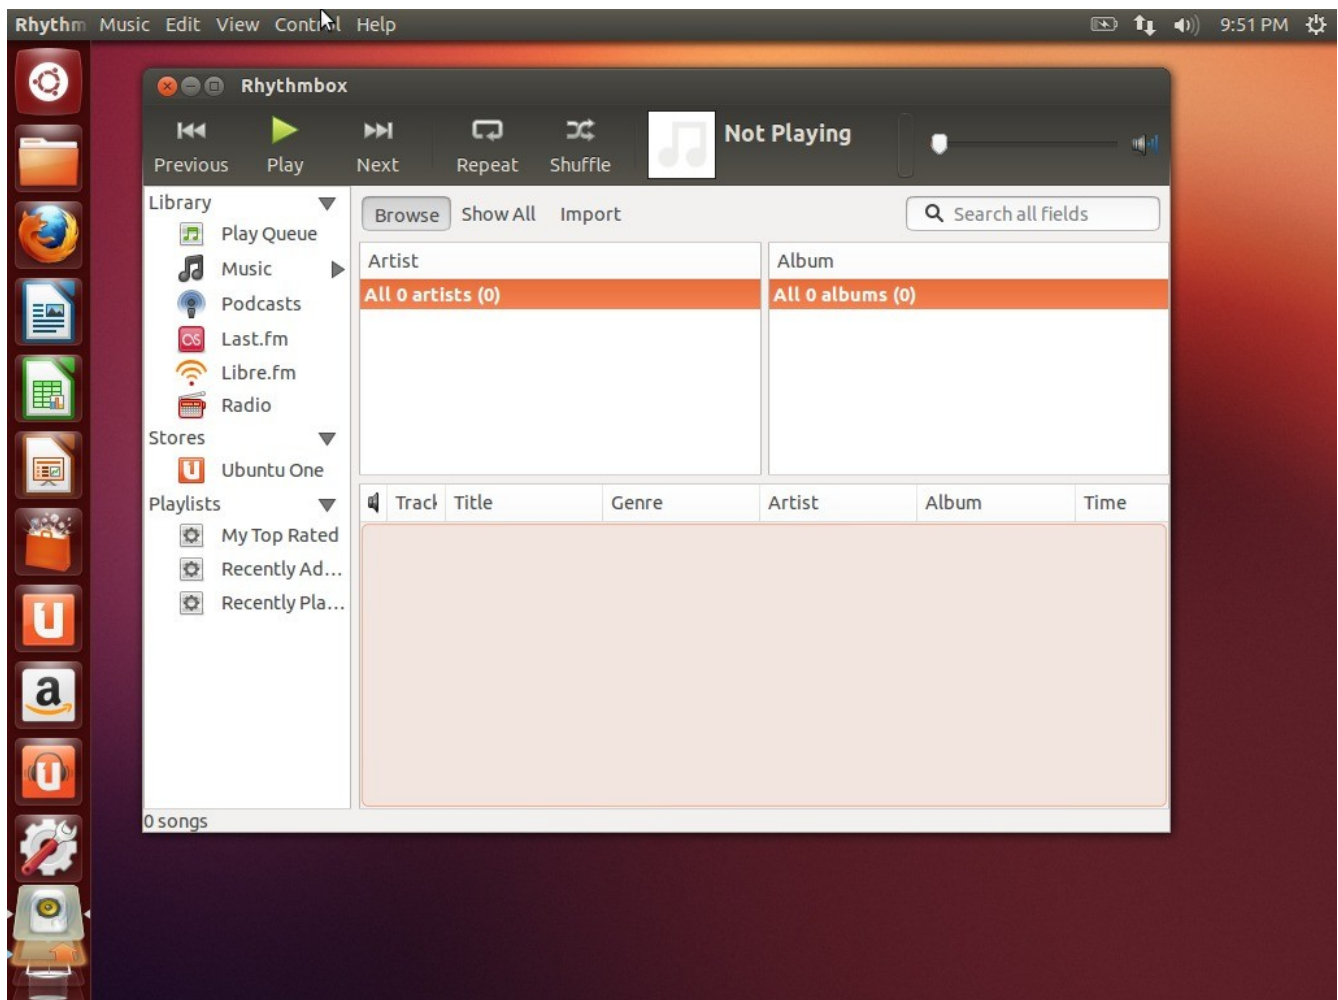 Rhythm Music Edit View Control Help 9:51 PM
Rhythmbox
Previous Play Next Repeat Shuffle Not Playing
Library
Play Queue
Music
Podcasts
Last.fm
Libre.fm
Radio
Stores
Ubuntu One
Playlists
My Top Rated
Recently Ad...
Recently Pla...
Browse Show All Import Search all fields
Artist Album
All 0 artists (0) All 0 albums (0)
Track Title Genre Artist Album Time
0 songs